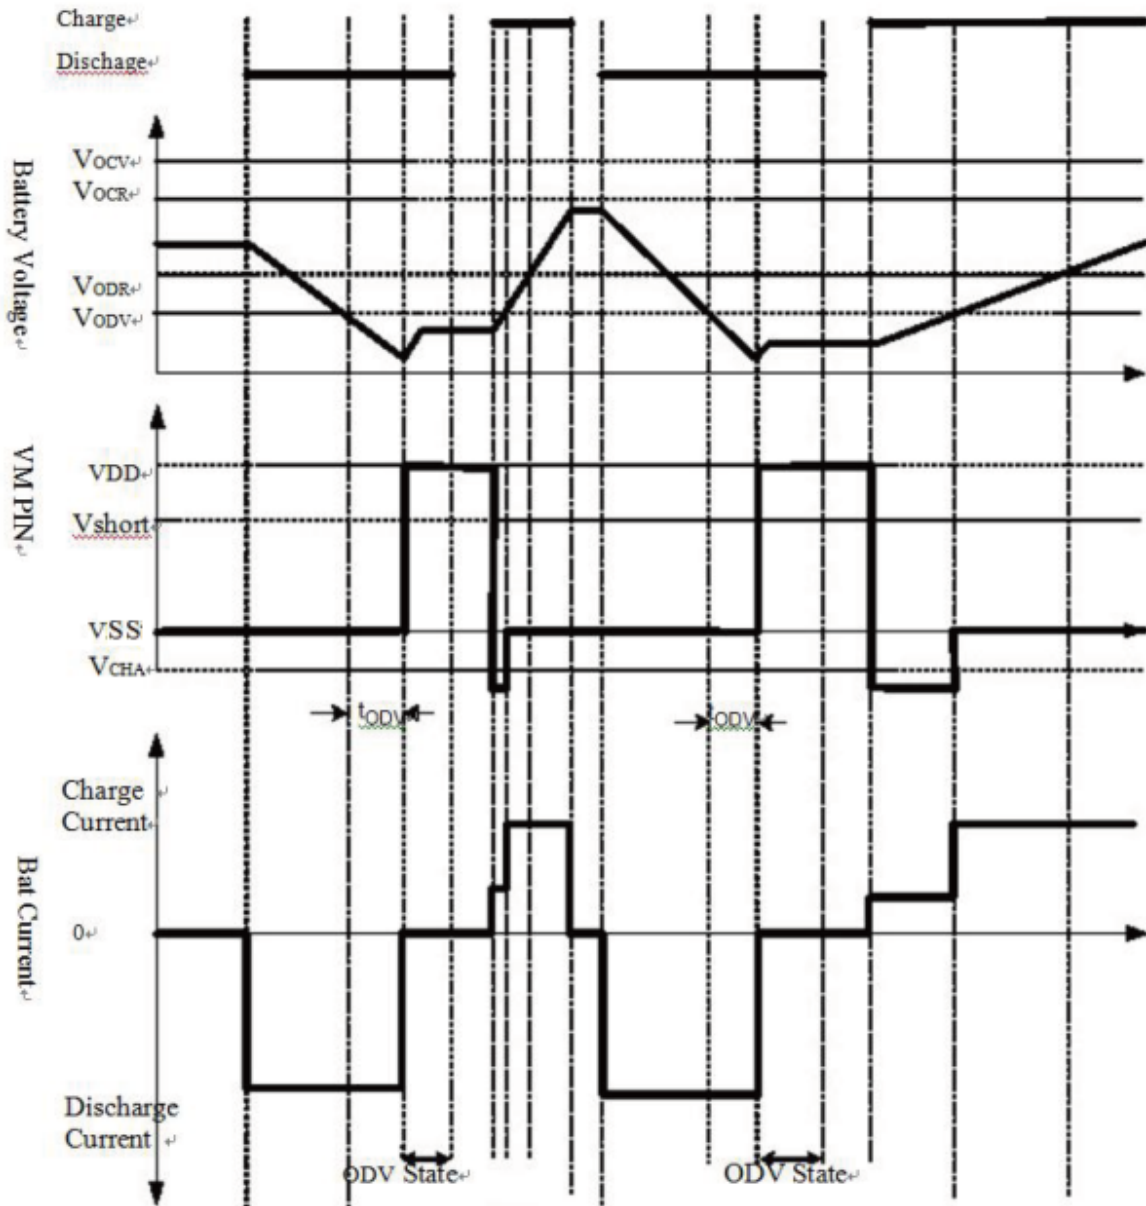 Charge
Dischage
Battery Voltage
VOCV
VOCR
VODR
VODV
VM PIN
VDD
Vshort
VSS
VCHA
tODV
tODV
Bat Current
Charge
Current
0
Discharge
Current
ODV State
ODV State